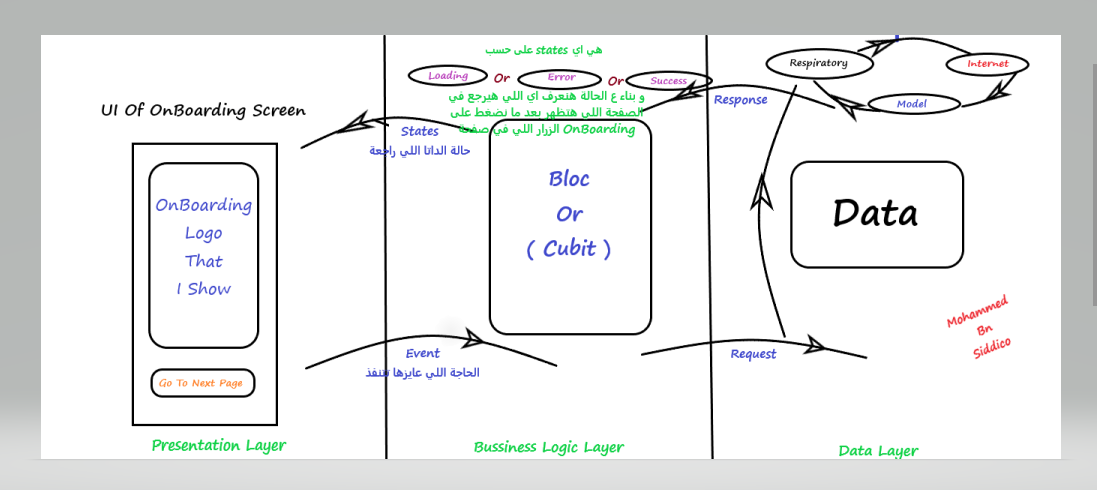 هي اي states على حسب
Loading Or Error Or Success
و بناء ع الحالة هنعرف اي اللي هيرجع في
الصفحة اللي هتظهر بعد ما نضغط على
الزرار اللي في صفحة OnBoarding
Respiratory
Internet
Model
Response
UI Of OnBoarding Screen
States
حالة الداتا اللي راجعة
OnBoarding
Logo
That
I Show
Go To Next Page
Bloc
Or
( Cubit )
Data
Event
الحاجة اللي عايزها تتنفذ
Request
Mohammed
Bn
Siddico
Presentation Layer
Bussiness Logic Layer
Data Layer